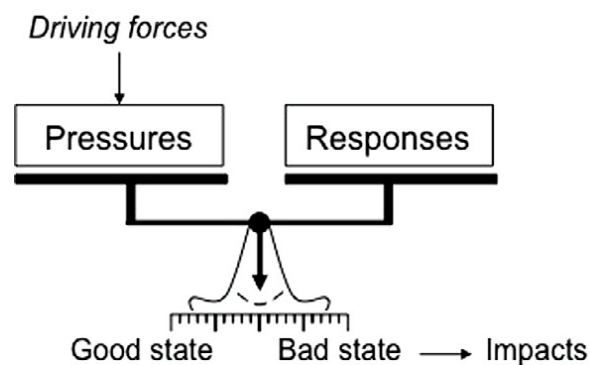 Driving forces
Pressures
Responses
Good state
Bad state
Impacts